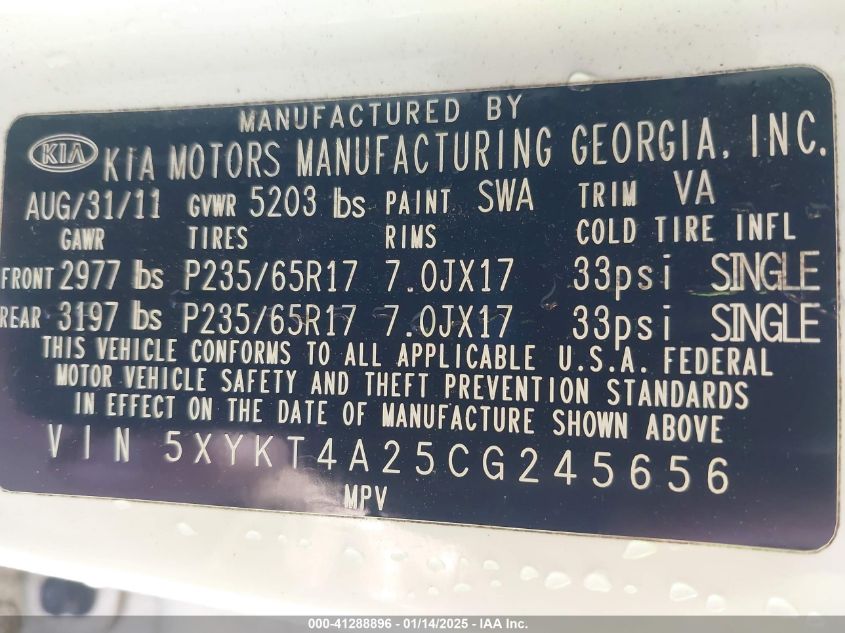 MANUFACTURED BY
KIA KIA MOTORS MANUFACTURING GEORGIA, INC.
AUG/31/11 GVWR 5203 lbs PAINT SWA TRIM VA
GAWR TIRES RIMS COLD TIRE INFL
FRONT 2977 lbs P235/65R17 7.0JX17 33psi SINGLE
REAR 3197 lbs P235/65R17 7.0JX17 33psi SINGLE
THIS VEHICLE CONFORMS TO ALL APPLICABLE U.S.A. FEDERAL
MOTOR VEHICLE SAFETY AND THEFT PREVENTION STANDARDS
IN EFFECT ON THE DATE OF MANUFACTURE SHOWN ABOVE
VIN 5XYKT4A25CG245656
MPV
000-41288896 - 01/14/2025 - IAA Inc.